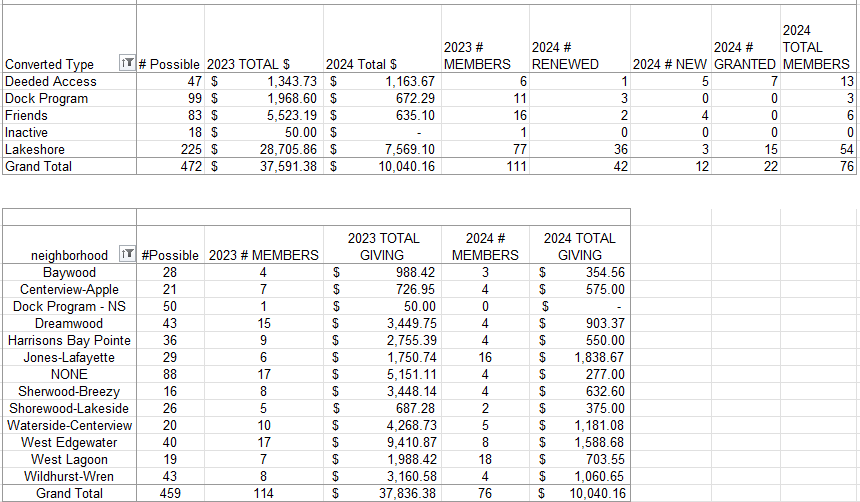 2024
2023 # 2024 # 2024 # TOTAL
Converted Type # Possible 2023 TOTAL $ 2024 Total $ MEMBERS RENEWED 2024 # NEW GRANTED MEMBERS
Deeded Access 47 $ 1,343.73 $ 1,163.67 6 1 5 7 13
Dock Program 99 $ 1,968.60 $ 672.29 11 3 0 0 3
Friends 83 $ 5,523.19 $ 635.10 16 2 4 0 6
Inactive 18 $ 50.00 $ - 1 0 0 0 0
Lakeshore 225 $ 28,705.86 $ 7,569.10 77 36 3 15 54
Grand Total 472 $ 37,591.38 $ 10,040.16 111 42 12 22 76
2023 TOTAL 2024 # 2024 TOTAL
neighborhood #Possible 2023 # MEMBERS GIVING MEMBERS GIVING
Baywood 28 4 $ 988.42 3 $ 354.56
Centerview-Apple 21 7 $ 726.95 4 $ 575.00
Dock Program - NS 50 1 $ 50.00 0 $ -
Dreamwood 43 15 $ 3,449.75 4 $ 903.37
Harrisons Bay Pointe 36 9 $ 2,755.39 4 $ 550.00
Jones-Lafayette 29 6 $ 1,750.74 16 $ 1,838.67
NONE 88 17 $ 5,151.11 4 $ 277.00
Sherwood-Breezy 16 8 $ 3,448.14 4 $ 632.60
Shorewood-Lakeside 26 5 $ 687.28 2 $ 375.00
Waterside-Centerview 20 10 $ 4,268.73 5 $ 1,181.08
West Edgewater 40 17 $ 9,410.87 8 $ 1,588.68
West Lagoon 19 7 $ 1,988.42 18 $ 703.55
Wildhurst-Wren 43 8 $ 3,160.58 4 $ 1,060.65
Grand Total 459 114 $ 37,836.38 76 $ 10,040.16